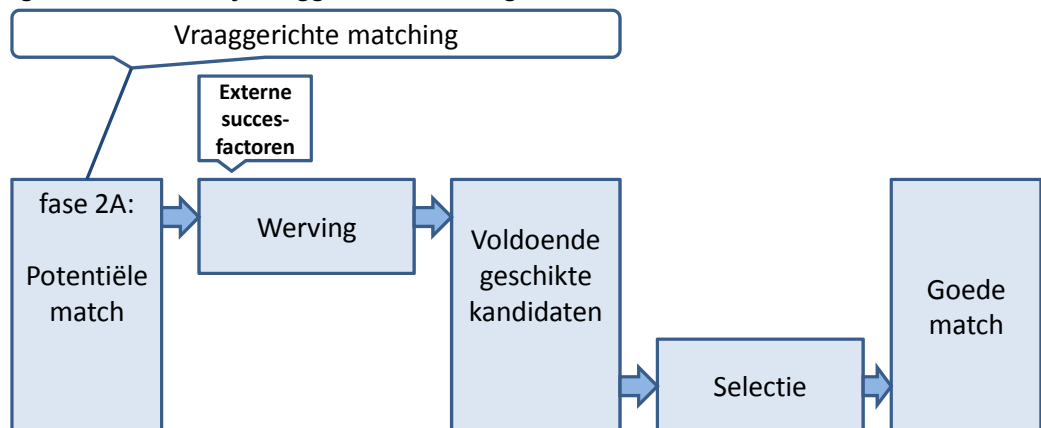 Vraaggerichte matching
Externe
succes-
factoren
fase 2A:
Potentiële
match
Werving
Voldoende
geschikte
kandidaten
Selectie
Goede
match